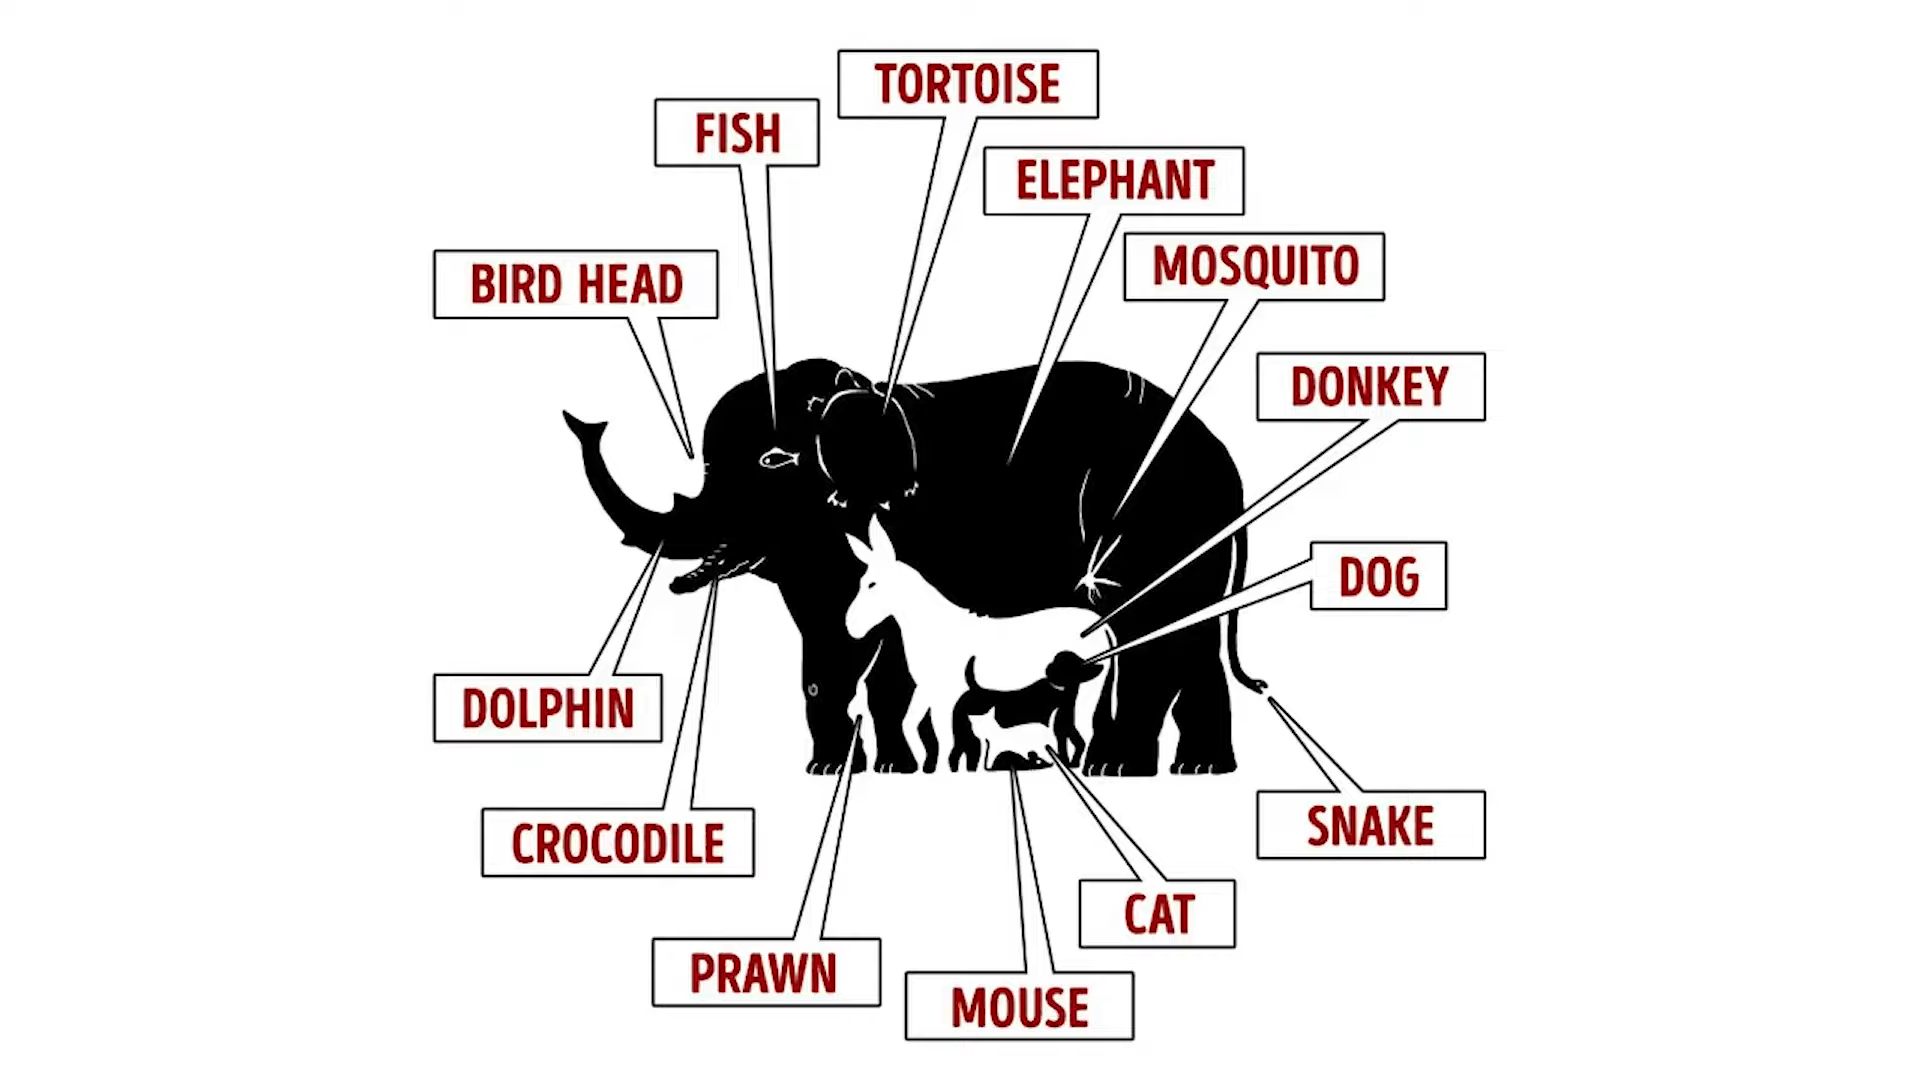 TORTOISE
FISH
ELEPHANT
MOSQUITO
BIRD HEAD
DONKEY
DOG
DOLPHIN
SNAKE
CROCODILE
CAT
PRAWN
MOUSE